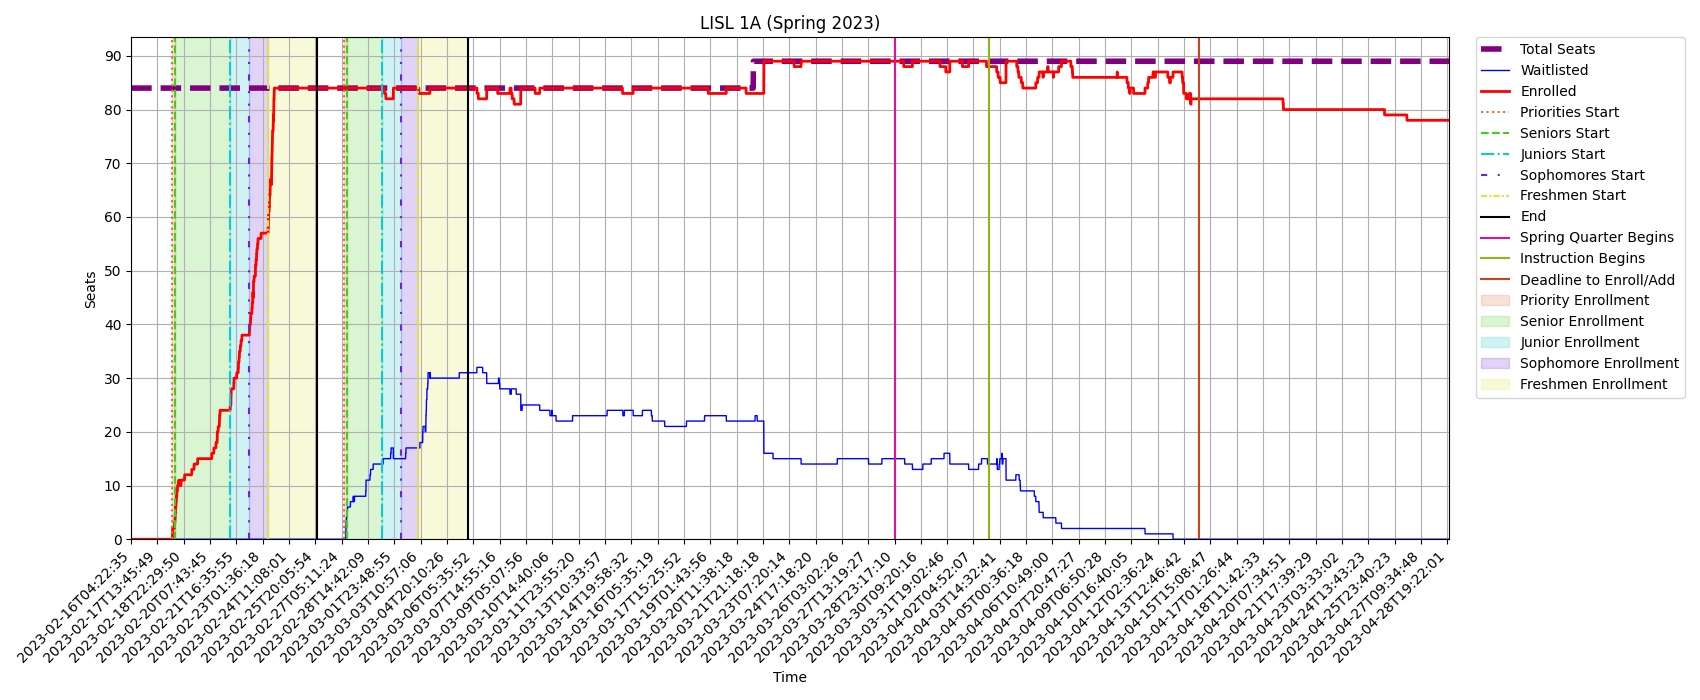 LISL 1A (Spring 2023)
Seats
90
80
70
60
50
40
30
20
10
0
2023-02-16T04:22:35
2023-02-17T13:45:49
2023-02-18T22:29:50
2023-02-20T07:43:45
2023-02-21T16:35:55
2023-02-23T01:36:18
2023-02-24T11:08:01
2023-02-25T20:05:54
2023-02-27T05:11:24
2023-02-28T14:42:09
2023-03-01T23:48:55
2023-03-03T10:57:06
2023-03-04T20:10:26
2023-03-06T05:35:52
2023-03-07T14:55:16
2023-03-09T05:07:56
2023-03-10T14:40:06
2023-03-11T23:55:20
2023-03-13T10:33:57
2023-03-14T19:58:32
2023-03-16T05:35:19
2023-03-17T15:25:52
2023-03-19T01:43:56
2023-03-20T11:38:19
2023-03-21T21:18:18
2023-03-23T07:20:14
2023-03-24T17:18:20
2023-03-26T03:02:26
2023-03-27T13:19:27
2023-03-28T23:17:10
2023-03-30T09:20:16
2023-03-31T19:02:46
2023-04-02T04:52:07
2023-04-03T14:32:41
2023-04-05T00:36:18
2023-04-06T10:49:00
2023-04-07T20:47:27
2023-04-09T06:50:28
2023-04-10T16:40:05
2023-04-12T02:36:24
2023-04-13T12:46:42
2023-04-15T15:08:47
2023-04-17T01:26:44
2023-04-18T11:42:33
2023-04-20T07:34:51
2023-04-21T17:39:29
2023-04-23T03:33:02
2023-04-24T13:43:23
2023-04-25T23:40:23
2023-04-27T09:34:48
2023-04-28T19:22:01
Time
Total Seats
Waitlisted
Enrolled
Priorities Start
Seniors Start
Juniors Start
Sophomores Start
Freshmen Start
End
Spring Quarter Begins
Instruction Begins
Deadline to Enroll/Add
Priority Enrollment
Senior Enrollment
Junior Enrollment
Sophomore Enrollment
Freshmen Enrollment